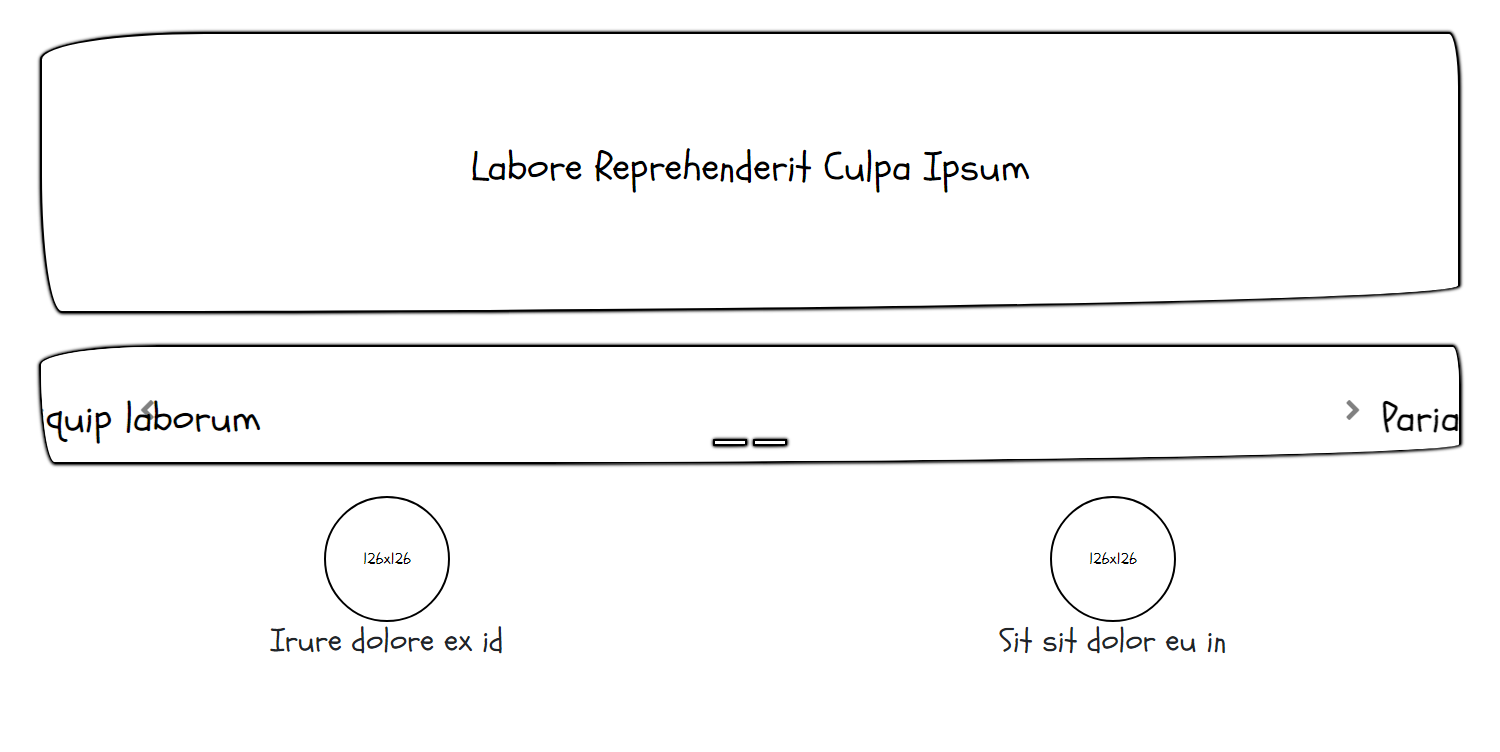 Labore Reprehenderit Culpa Ipsum
quip laborum
Paria
126x126
126x126
Irure dolore ex id
Sit sit dolor eu in